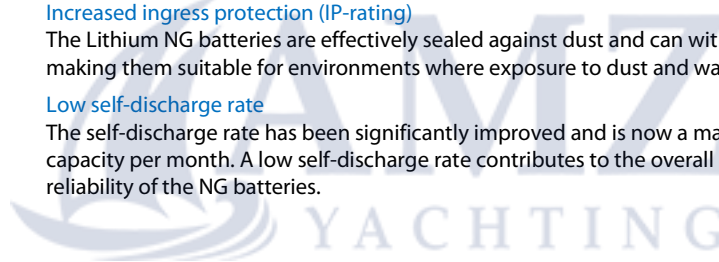 Increased ingress protection (IP-rating)
The Lithium NG batteries are effectively sealed against dust and can
making them suitable for environments where exposure to dust and
Low self-discharge rate
The self-discharge rate has been significantly improved and is now a
capacity per month. A low self-discharge rate contributes to the overall
reliability of the NG batteries.
AMZ
YACHTING